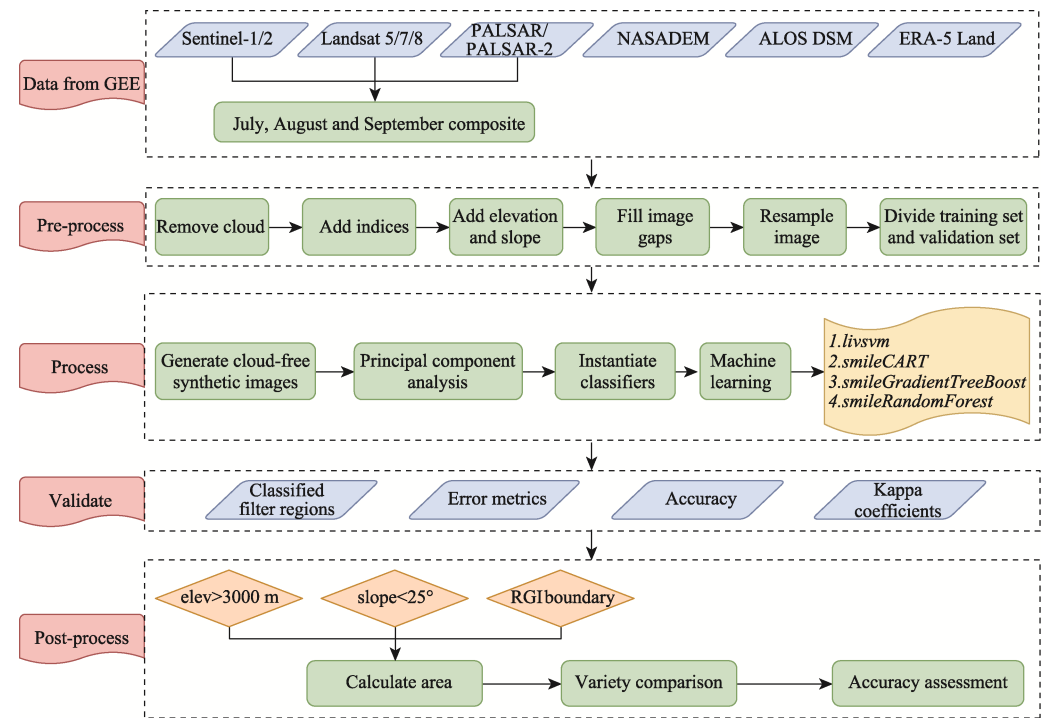 Data from GEE
Sentinel-1/2
Landsat 5/7/8
PALSAR/
PALSAR-2
NASADEM
ALOS DSM
ERA-5 Land
July, August and September composite
Pre-process
Remove cloud
Add indices
Add elevation
and slope
Fill image
gaps
Resample
image
Divide training set
and validation set
Process
Generate cloud-free
synthetic images
Principal component
analysis
Instantiate
classifiers
Machine
learning
1.livsvm
2.smileCART
3.smileGradientTreeBoost
4.smileRandomForest
Validate
Classified
filter regions
Error metrics
Accuracy
Kappa
coefficients
Post-process
elev>3000 m
slope<25°
RGI boundary
Calculate area
Variety comparison
Accuracy assessment